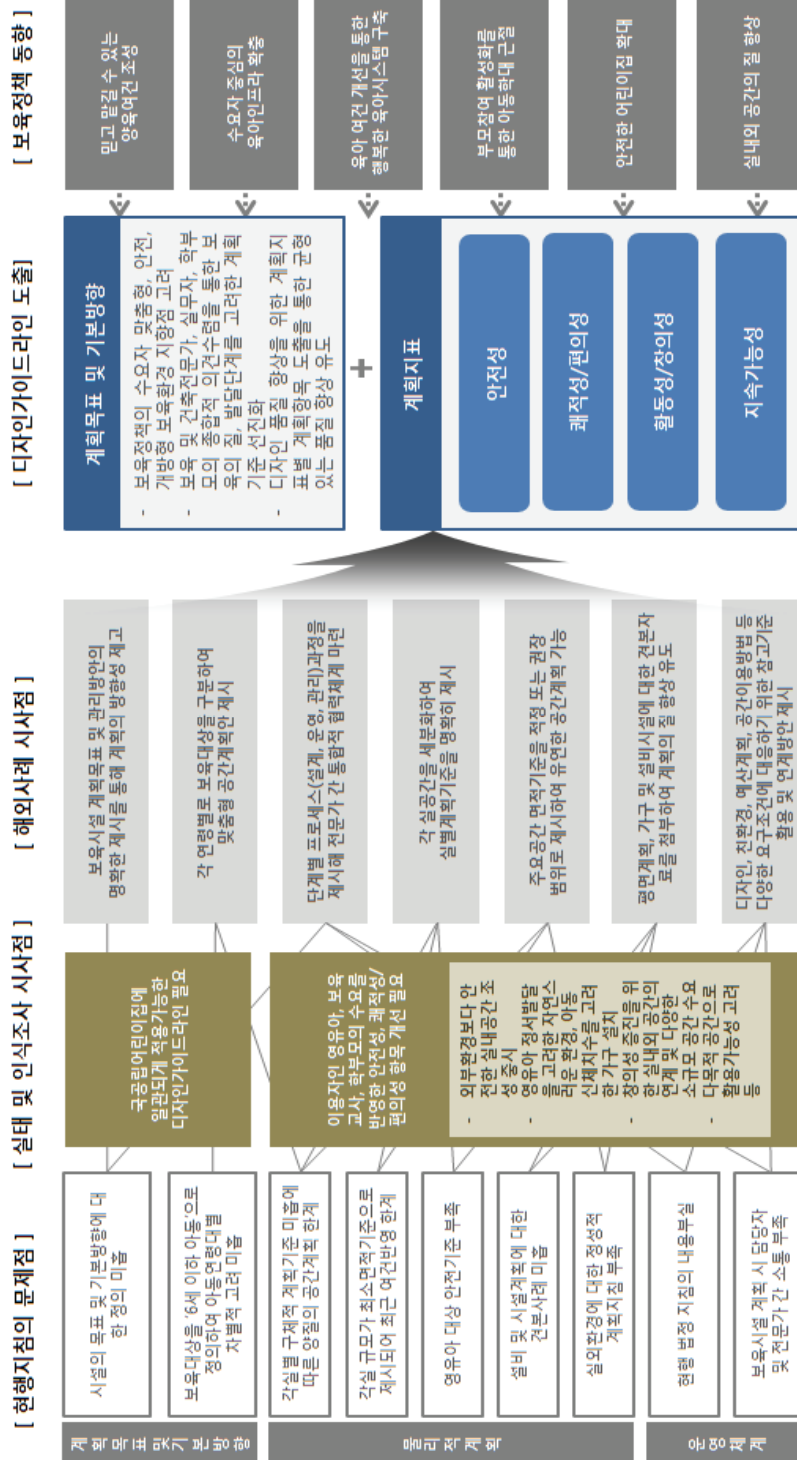 [ 현행지침의 문제점 ]
[ 실태 및 인식조사 시사점 ]
[ 해외사례 시사점 ]
[ 디자인가이드라인 도출]
[ 보육정책 동향 ]
계획목표 및 기본방향
시설의 목표 및 기본방향에 대
한 정의 미흡
보육대상을 '6세 이하 아동'으로
정의하여 아동연령대별
차별적 고려 미흡
물리적계획
각실별 구체적 계획기준 미흡에
따른 양질의 공간계획 한계
각실 규모가 최소면적기준으로
제시되어 최근 여건반영 한계
영유아 대상 안전기준 부족
설비 및 시설계획에 대한
견본사례 미흡
실외환경에 대한 정성적
계획지침 부족
운영체계
현행 법정 지침의 내용부실
보육시설 계획 시 담당자
및 전문가 간 소통 부족
국공립어린이집에
일관되게 적용가능한
디자인가이드라인 필요
이용자인 영유아, 보육
교사, 학부모의 수요를
반영한 안전성, 쾌적성/
편의성 항목 개선 필요
- 외부환경보다 안
전한 실내공간 조
성 중시
- 영유아 정서발달
을 고려한 자연스
러운 환경, 아동
신체치수를 고려
한 가구 설치
- 창의성 증진을 위
한 실내외 공간의
연계 및 다양한
소규모 공간 수요
- 다목적 공간으로
활용가능성 고려
등
보육시설 계획목표 및 관리방안의
명확한 제시를 통해 계획의 방향성 제고
각 연령별로 보육대상을 구분하여
맞춤형 공간계획안 제시
단계별 프로세스(설계, 운영, 관리)과정을
제시해 전문가 간 통합적 협력체계 마련
각 실공간을 세분화하여
실별계획기준을 명확히 제시
주요공간 면적기준을 적정 또는 권장
범위로 제시하여 유연한 공간계획 가능
평면계획, 가구 및 설비시설에 대한 견본자
료를 첨부하여 계획의 질 향상 유도
디자인, 친환경, 예산계획, 공간이용방법 등
다양한 요구조건에 대응하기 위한 참고기준
활용 및 연계방안 제시
계획목표 및 기본방향
- 보육정책의 수요자 맞춤형, 안전,
개방형 보육환경 지향점 고려
- 보육 및 건축전문가, 실무자, 학부
모의 종합적 의견수렴을 통한 보
육의 질, 발달단계를 고려한 계획
기준 선진화
- 디자인 품질 향상을 위한 계획지
표별 계획항목 도출을 통한 균형
있는 품질 향상 유도
+
계획지표
안전성
쾌적성/편의성
활동성/창의성
지속가능성
믿고 맡길 수 있는
양육여건 조성
수요자 중심의
육아인프라 확충
육아 여건 개선을 통한
행복한 육아시스템 구축
부모참여 활성화를
통한 아동학대 근절
안전한 어린이집 확대
실내외 공간의 질 향상